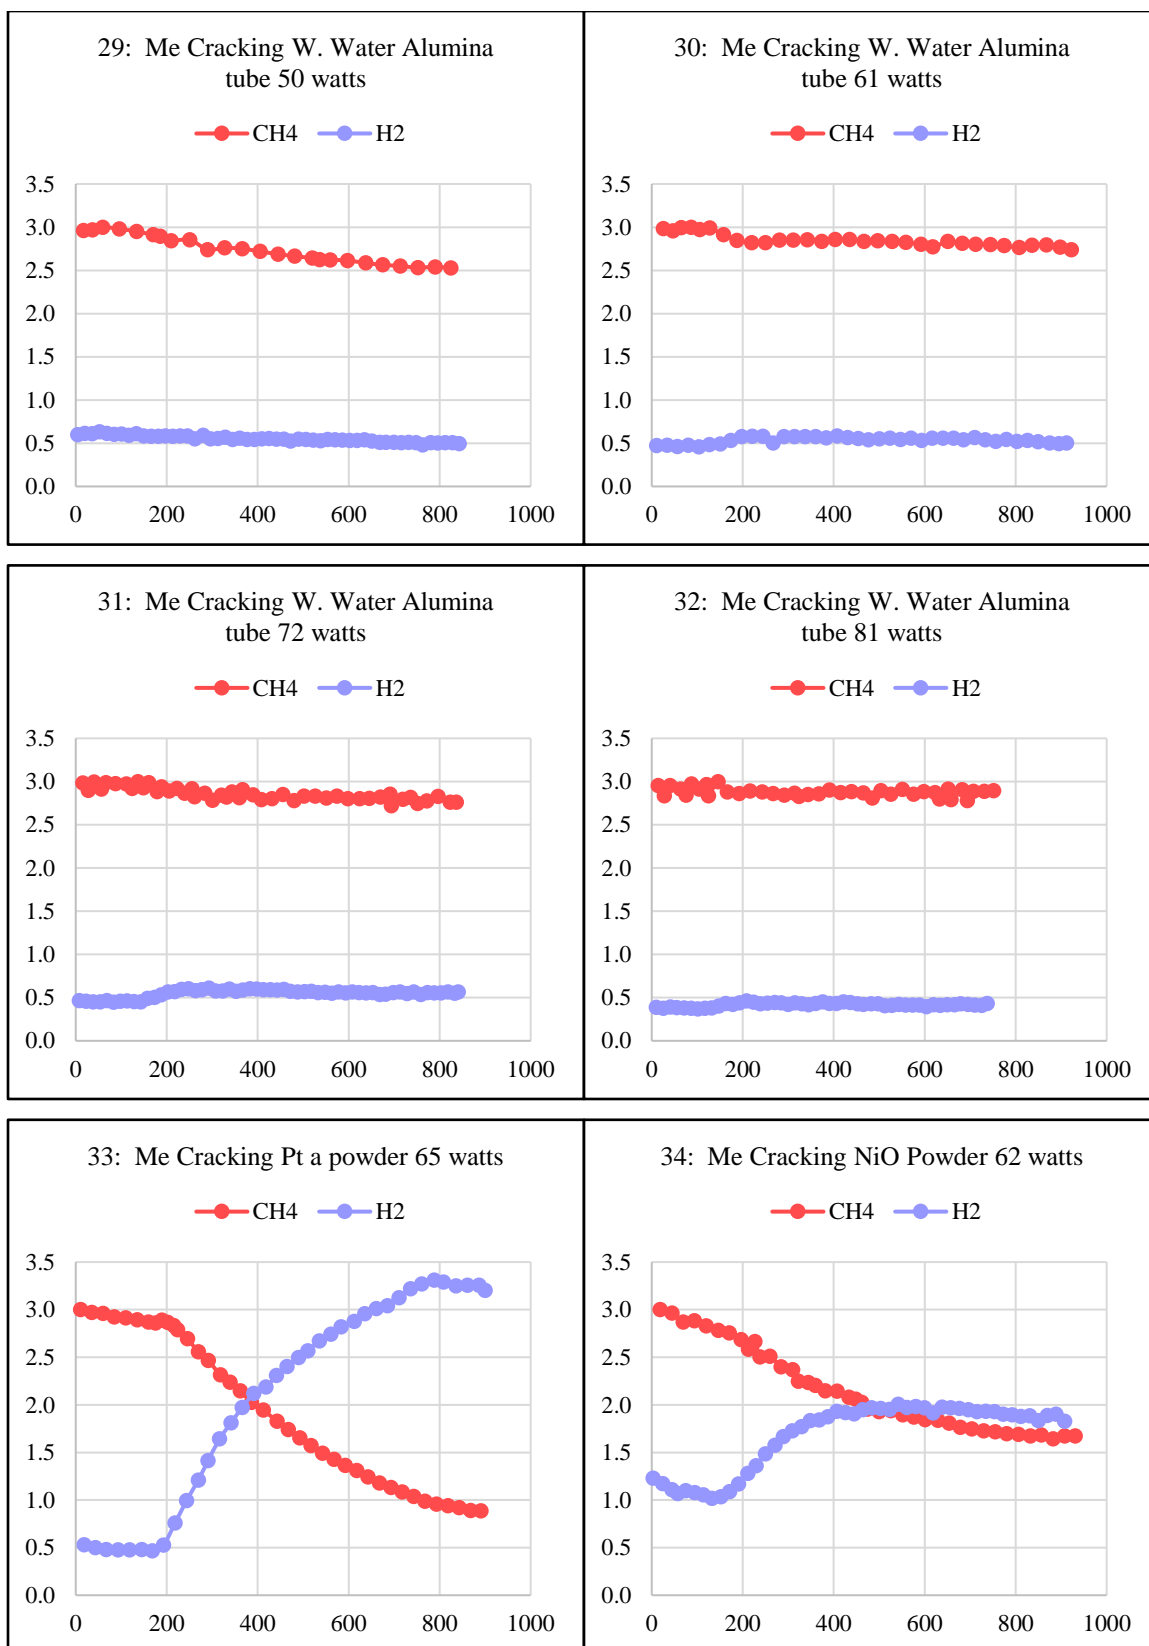 29:  Me Cracking W. Water Alumina
tube 50 watts
CH4 H2
3.5
3.0
2.5
2.0
1.5
1.0
0.5
0.0
0 200 400 600 800 1000
30:  Me Cracking W. Water Alumina
tube 61 watts
CH4 H2
3.5
3.0
2.5
2.0
1.5
1.0
0.5
0.0
0 200 400 600 800 1000
31:  Me Cracking W. Water Alumina
tube 72 watts
CH4 H2
3.5
3.0
2.5
2.0
1.5
1.0
0.5
0.0
0 200 400 600 800 1000
32:  Me Cracking W. Water Alumina
tube 81 watts
CH4 H2
3.5
3.0
2.5
2.0
1.5
1.0
0.5
0.0
0 200 400 600 800 1000
33:  Me Cracking Pt a powder 65 watts
CH4 H2
3.5
3.0
2.5
2.0
1.5
1.0
0.5
0.0
0 200 400 600 800 1000
34:  Me Cracking NiO Powder 62 watts
CH4 H2
3.5
3.0
2.5
2.0
1.5
1.0
0.5
0.0
0 200 400 600 800 1000